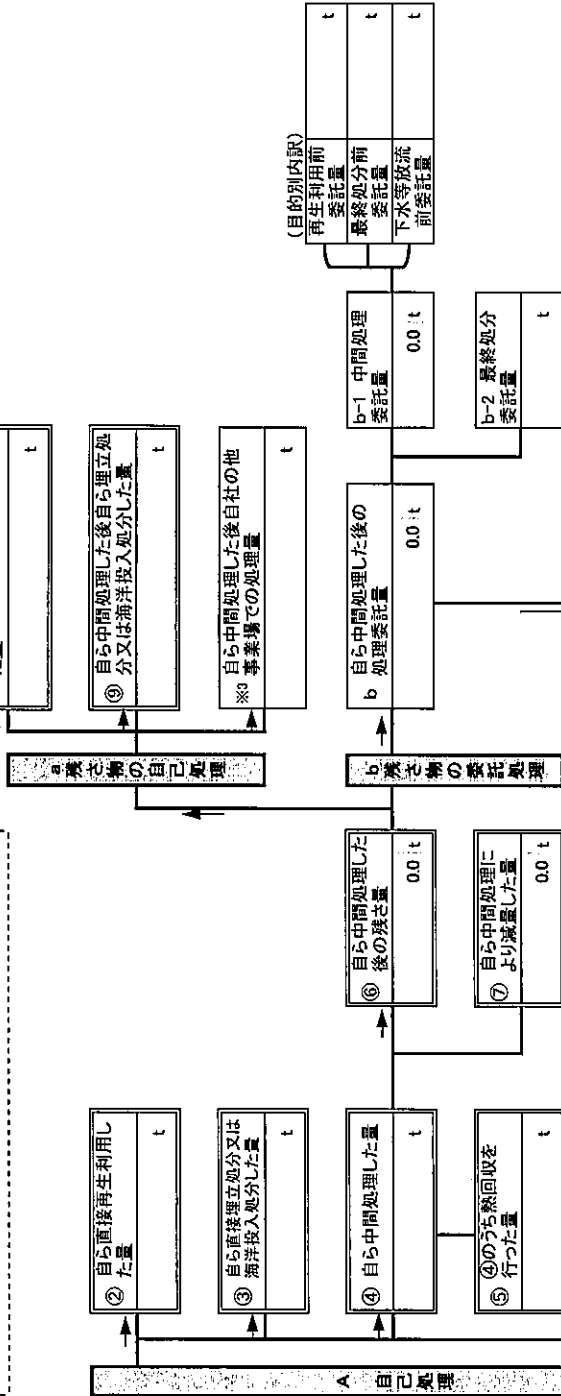 A 自己処理
② 自ら直接再生利用し
た量
t
③ 自ら直接埋立処分又は
海洋投入処分した量
t
④ 自ら中間処理した量
t
⑤ ④のうち熱回収を
行った量
t
⑥ 自ら中間処理した
後の残さ量
0.0 t
⑦ 自ら中間処理に
より減量した量
0.0 t
a 残さ物の自己処理
t
⑨ 自ら中間処理した後自ら埋立処
分又は海洋投入処分した量
t
※3 自ら中間処理した後自社の他
事業場での処理量
t
b 残さ物の委託処理
b 自ら中間処理した後の
処理委託量
0.0 t
b-1 中間処理
委託量
0.0 t
b-2 最終処分
委託量
t
(目的別内訳)
再生利用前
委託量
t
最終処分前
委託量
t
下水等放流
前委託量
t